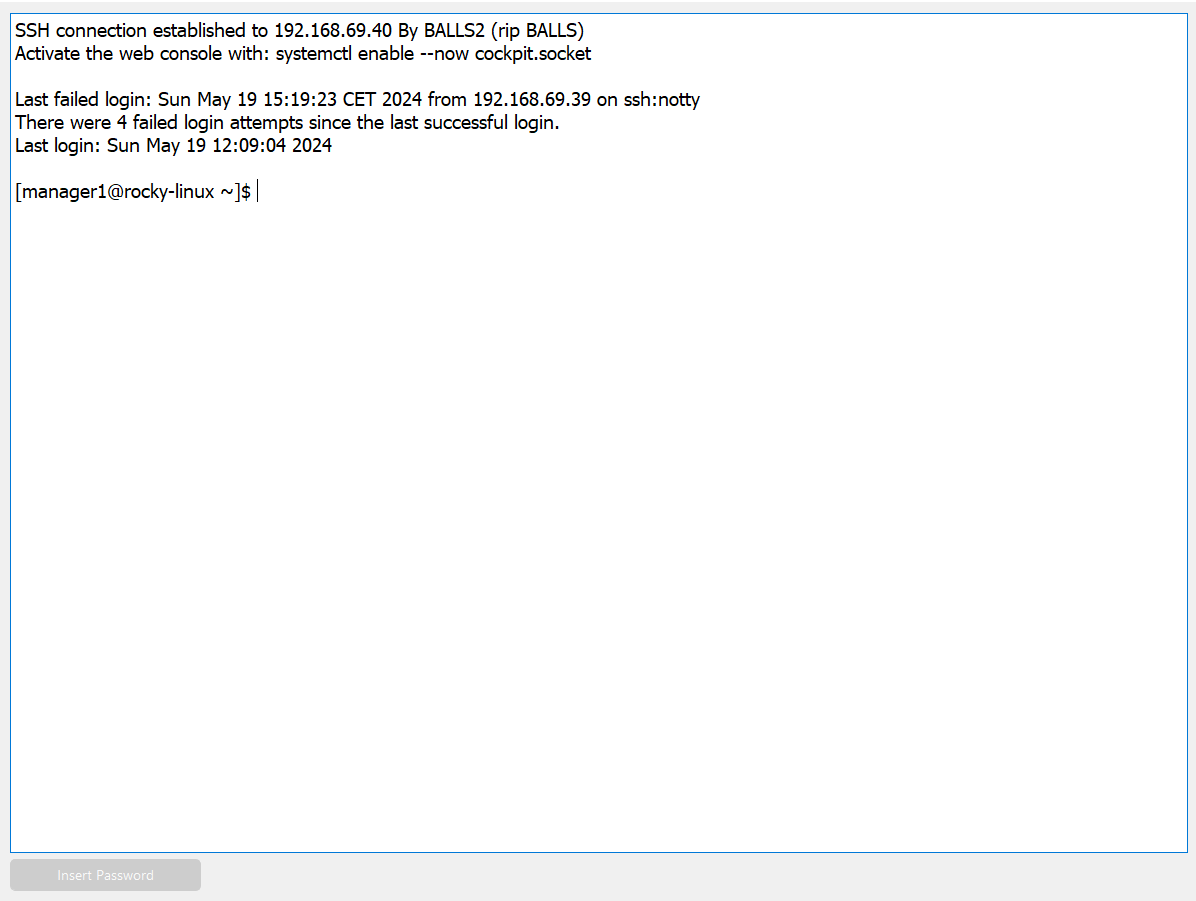 SSH connection established to 192.168.69.40 By BALLS2 (rip BALLS)
Activate the web console with: systemctl enable --now cockpit.socket
Last failed login: Sun May 19 15:19:23 CET 2024 from 192.168.69.39 on ssh:notty
There were 4 failed login attempts since the last successful login.
Last login: Sun May 19 12:09:04 2024
[manager1@rocky-linux ~]$
Insert Password